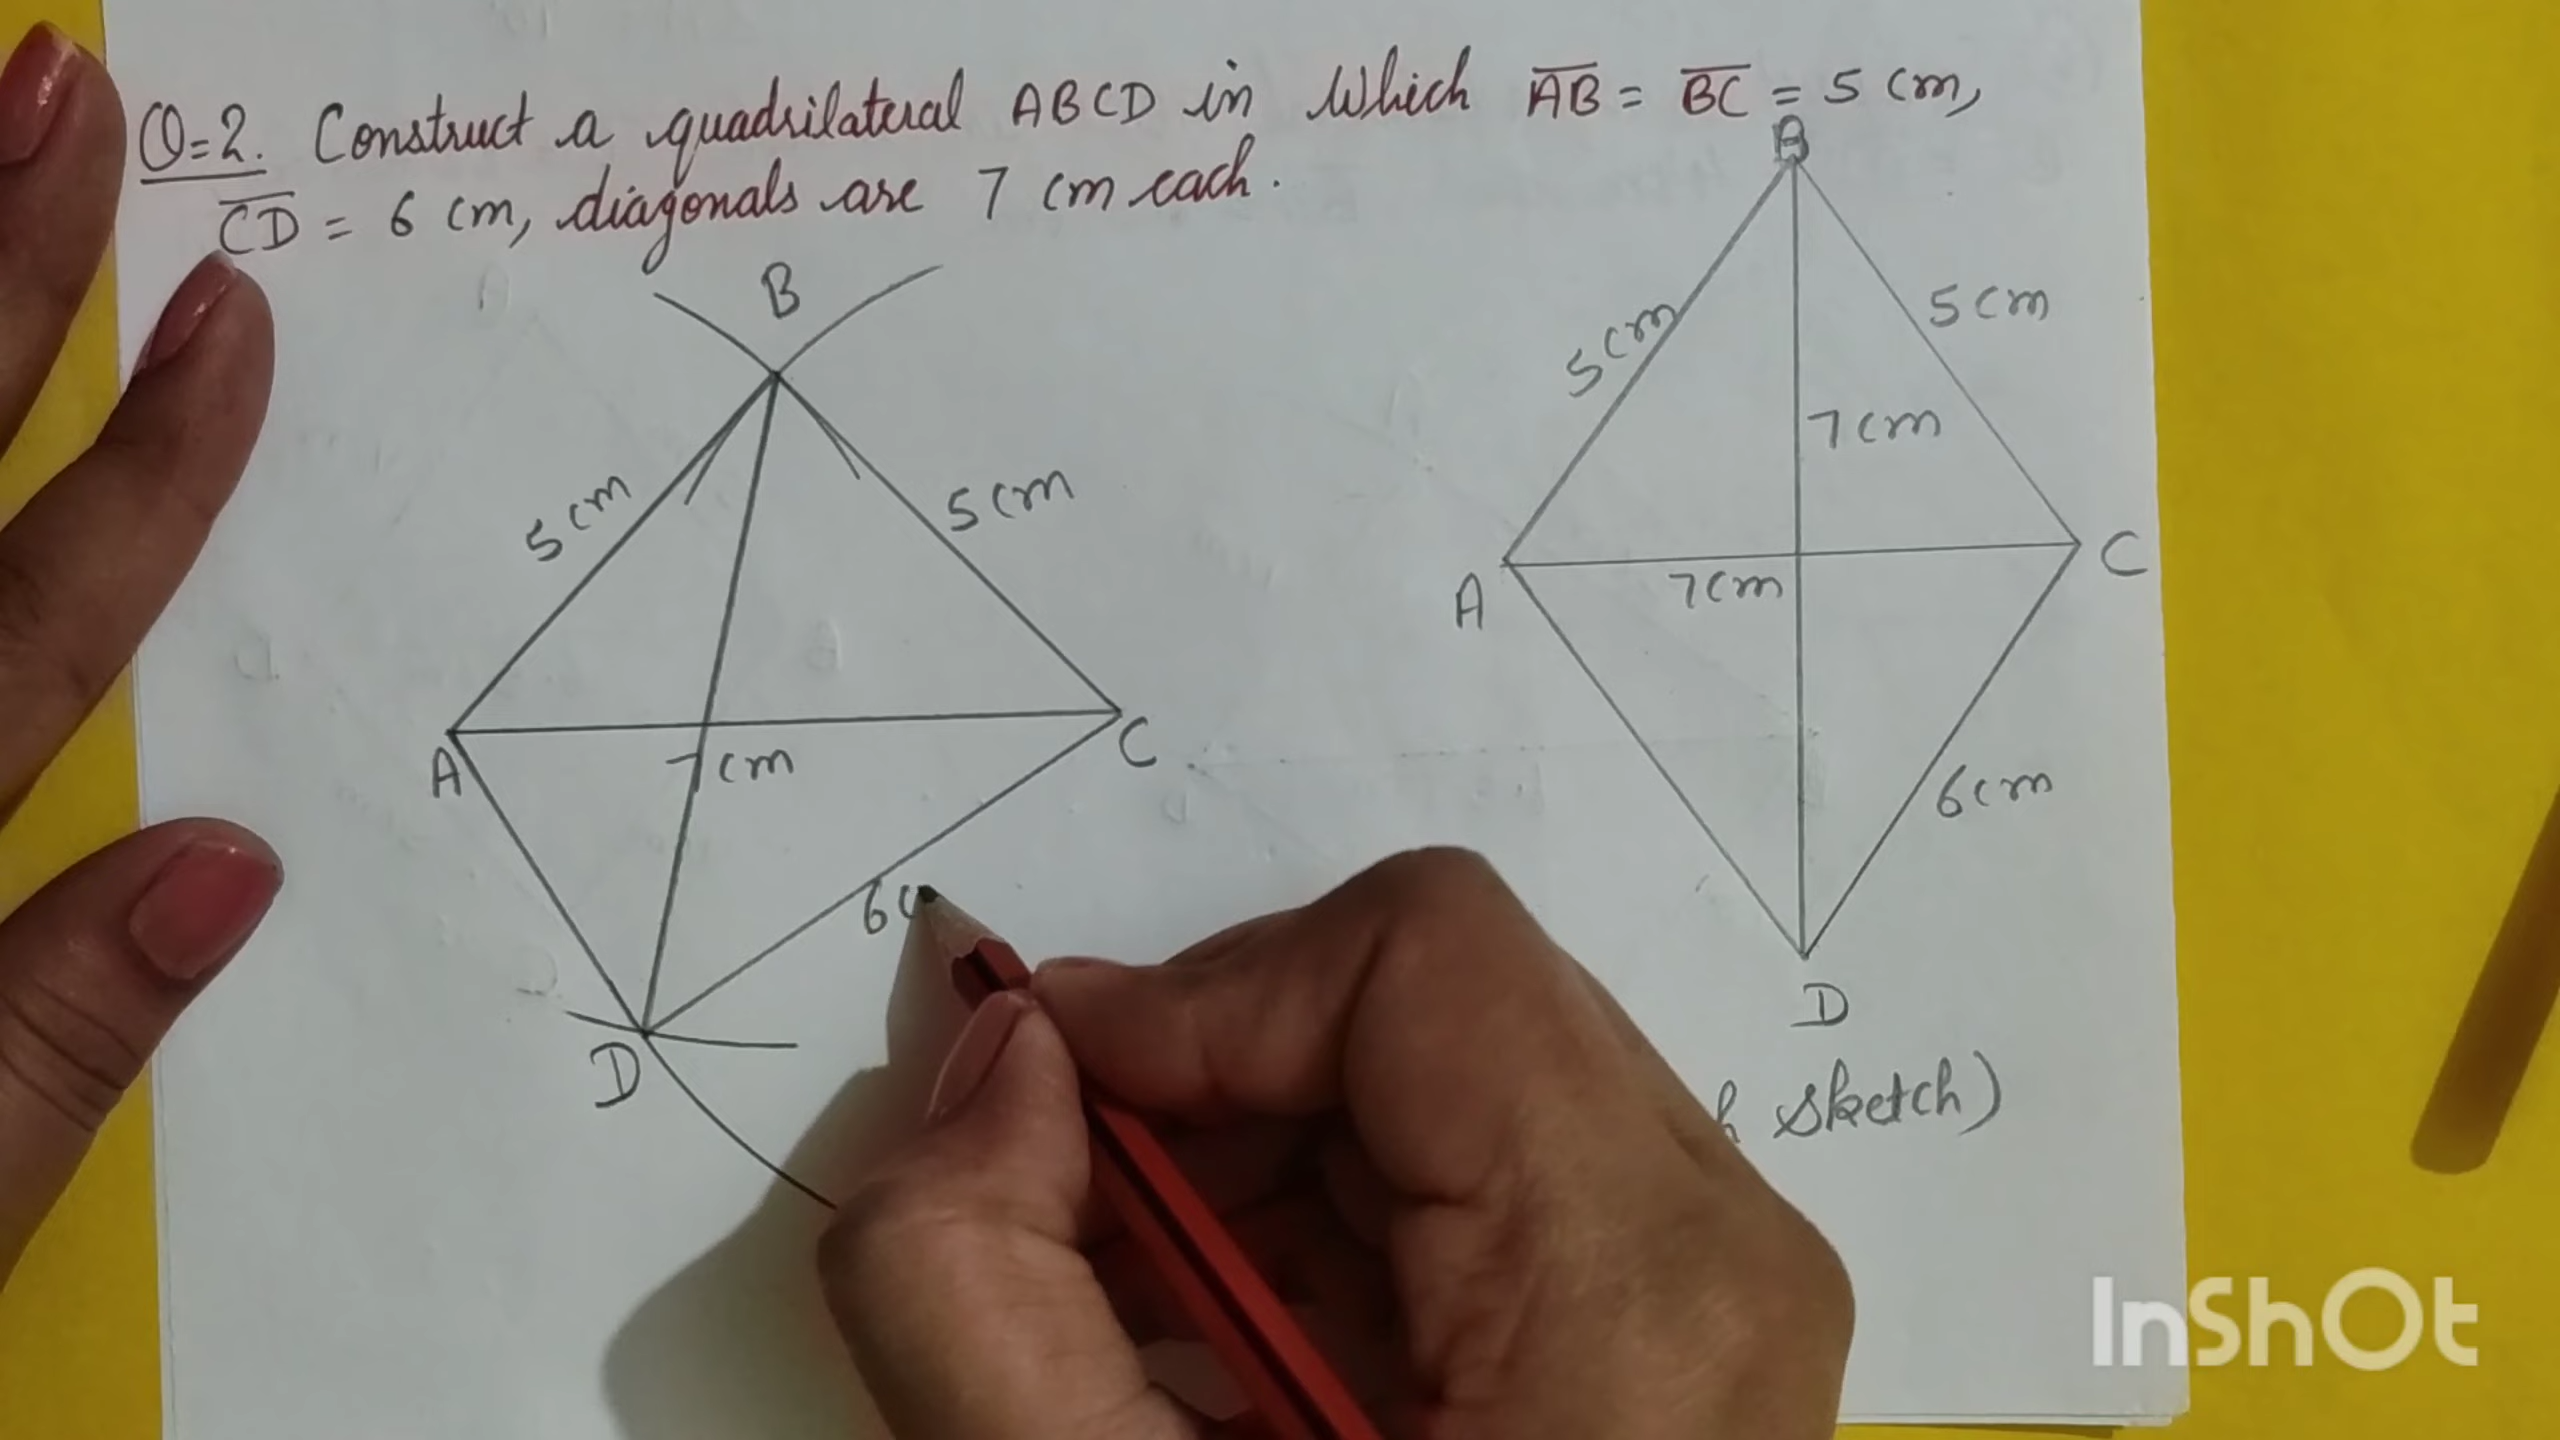 Q=2. Construct a quadrilateral ABCD in which AB = BC = 5 cm,
CD = 6 cm, diagonals are 7 cm each.
B
5 cm
5 cm
A
7 cm
C
6 c
D
B
5 cm
5 cm
7 cm
A
7 cm
C
6 cm
D
sketch)
InShOt